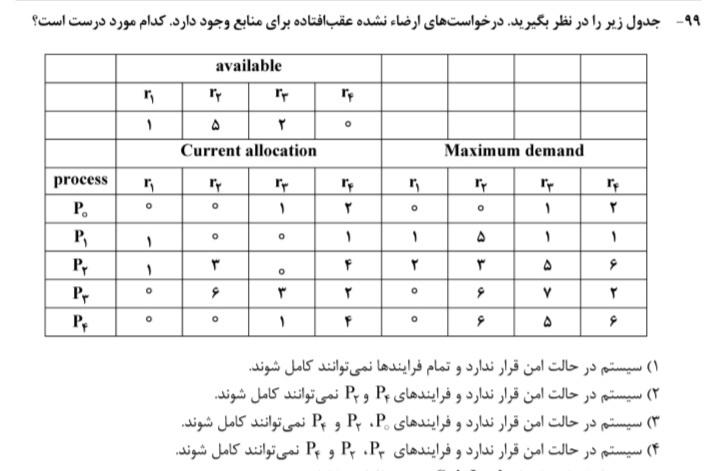 ۹۹- جدول زیر را در نظر بگیرید. درخواست‌های ارضاء نشده عقب‌افتاده برای منابع وجود دارد. کدام مورد درست است؟
available
r۱ r۲ r۳ r۴
۱ ۵ ۲ ۰
Current allocation Maximum demand
process r۱ r۲ r۳ r۴ r۱ r۲ r۳ r۴
P۰ ۰ ۰ ۱ ۲ ۰ ۰ ۱ ۲
P۱ ۱ ۰ ۰ ۱ ۱ ۵ ۱ ۱
P۲ ۱ ۳ ۰ ۴ ۲ ۳ ۵ ۶
P۳ ۰ ۶ ۳ ۲ ۰ ۶ ۷ ۲
P۴ ۰ ۰ ۱ ۴ ۰ ۶ ۵ ۶
۱) سیستم در حالت امن قرار ندارد و تمام فرایندها نمی‌توانند کامل شوند.
۲) سیستم در حالت امن قرار ندارد و فرایندهای P۴ و P۲ نمی‌توانند کامل شوند.
۳) سیستم در حالت امن قرار ندارد و فرایندهای P۰، P۲ و P۴ نمی‌توانند کامل شوند.
۴) سیستم در حالت امن قرار ندارد و فرایندهای P۳، P۲ و P۴ نمی‌توانند کامل شوند.